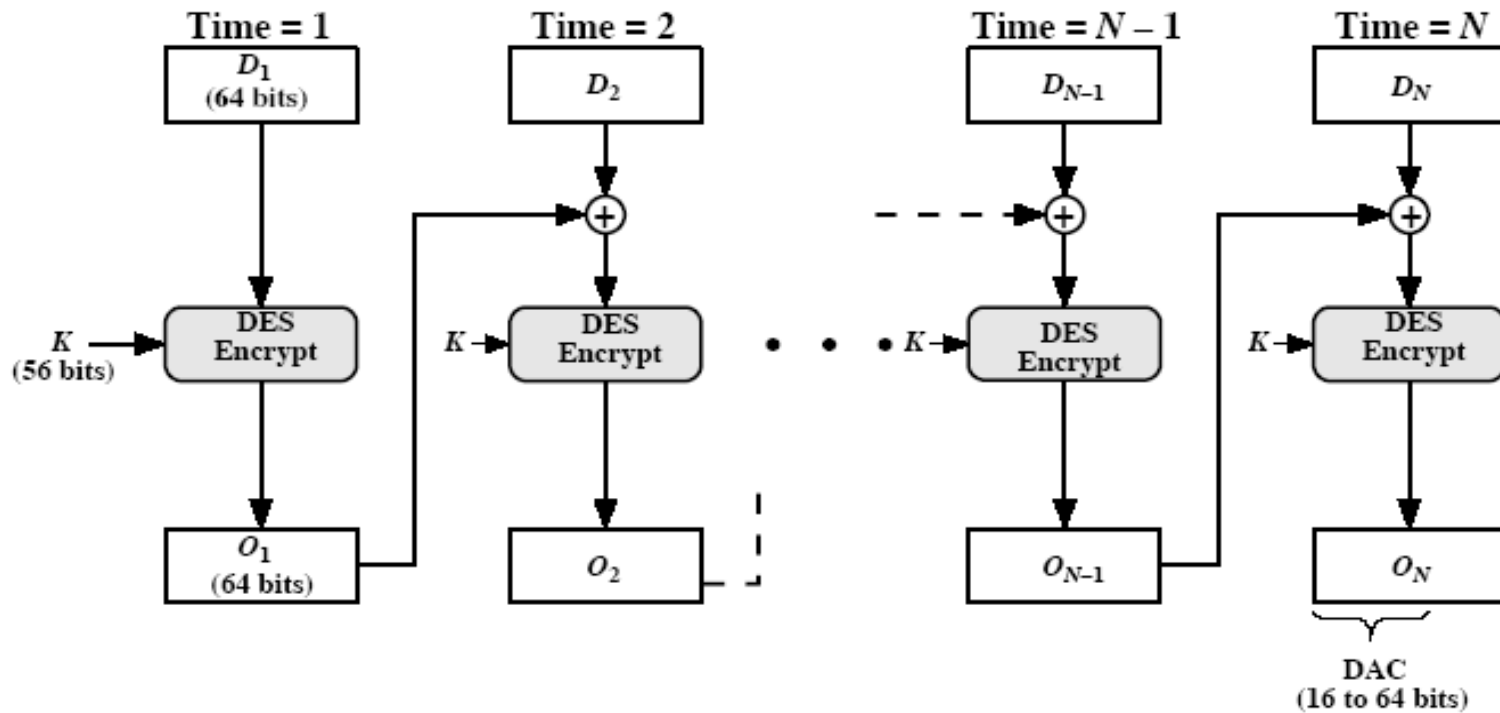 Time = 1
Time = 2
Time = N – 1
Time = N
D1
(64 bits)
D2
DN–1
DN
+
+
+
K
(56 bits)
DES
Encrypt
K
DES
Encrypt
• • •
K
DES
Encrypt
K
DES
Encrypt
O1
(64 bits)
O2
ON–1
ON
DAC
(16 to 64 bits)